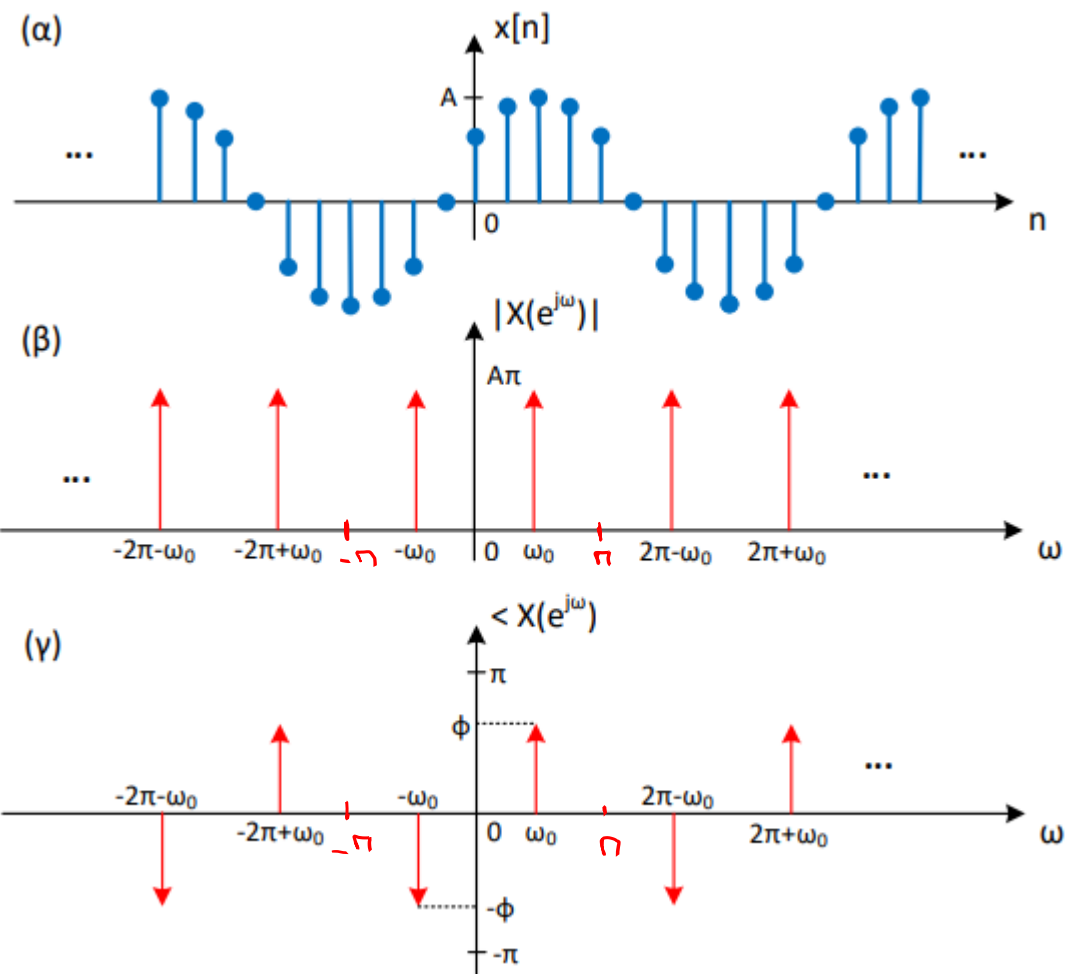 (α)
x[n]
A
...
...
0
n
(β)
|X(e^jω)|
Aπ
...
...
-2π-ω₀ -2π+ω₀ -π -ω₀ 0 ω₀ π 2π-ω₀ 2π+ω₀ ω
(γ)
< X(e^jω)
π
φ
...
-2π-ω₀ -ω₀ 2π-ω₀
-2π+ω₀ -π 0 ω₀ π 2π+ω₀ ω
-φ
-π